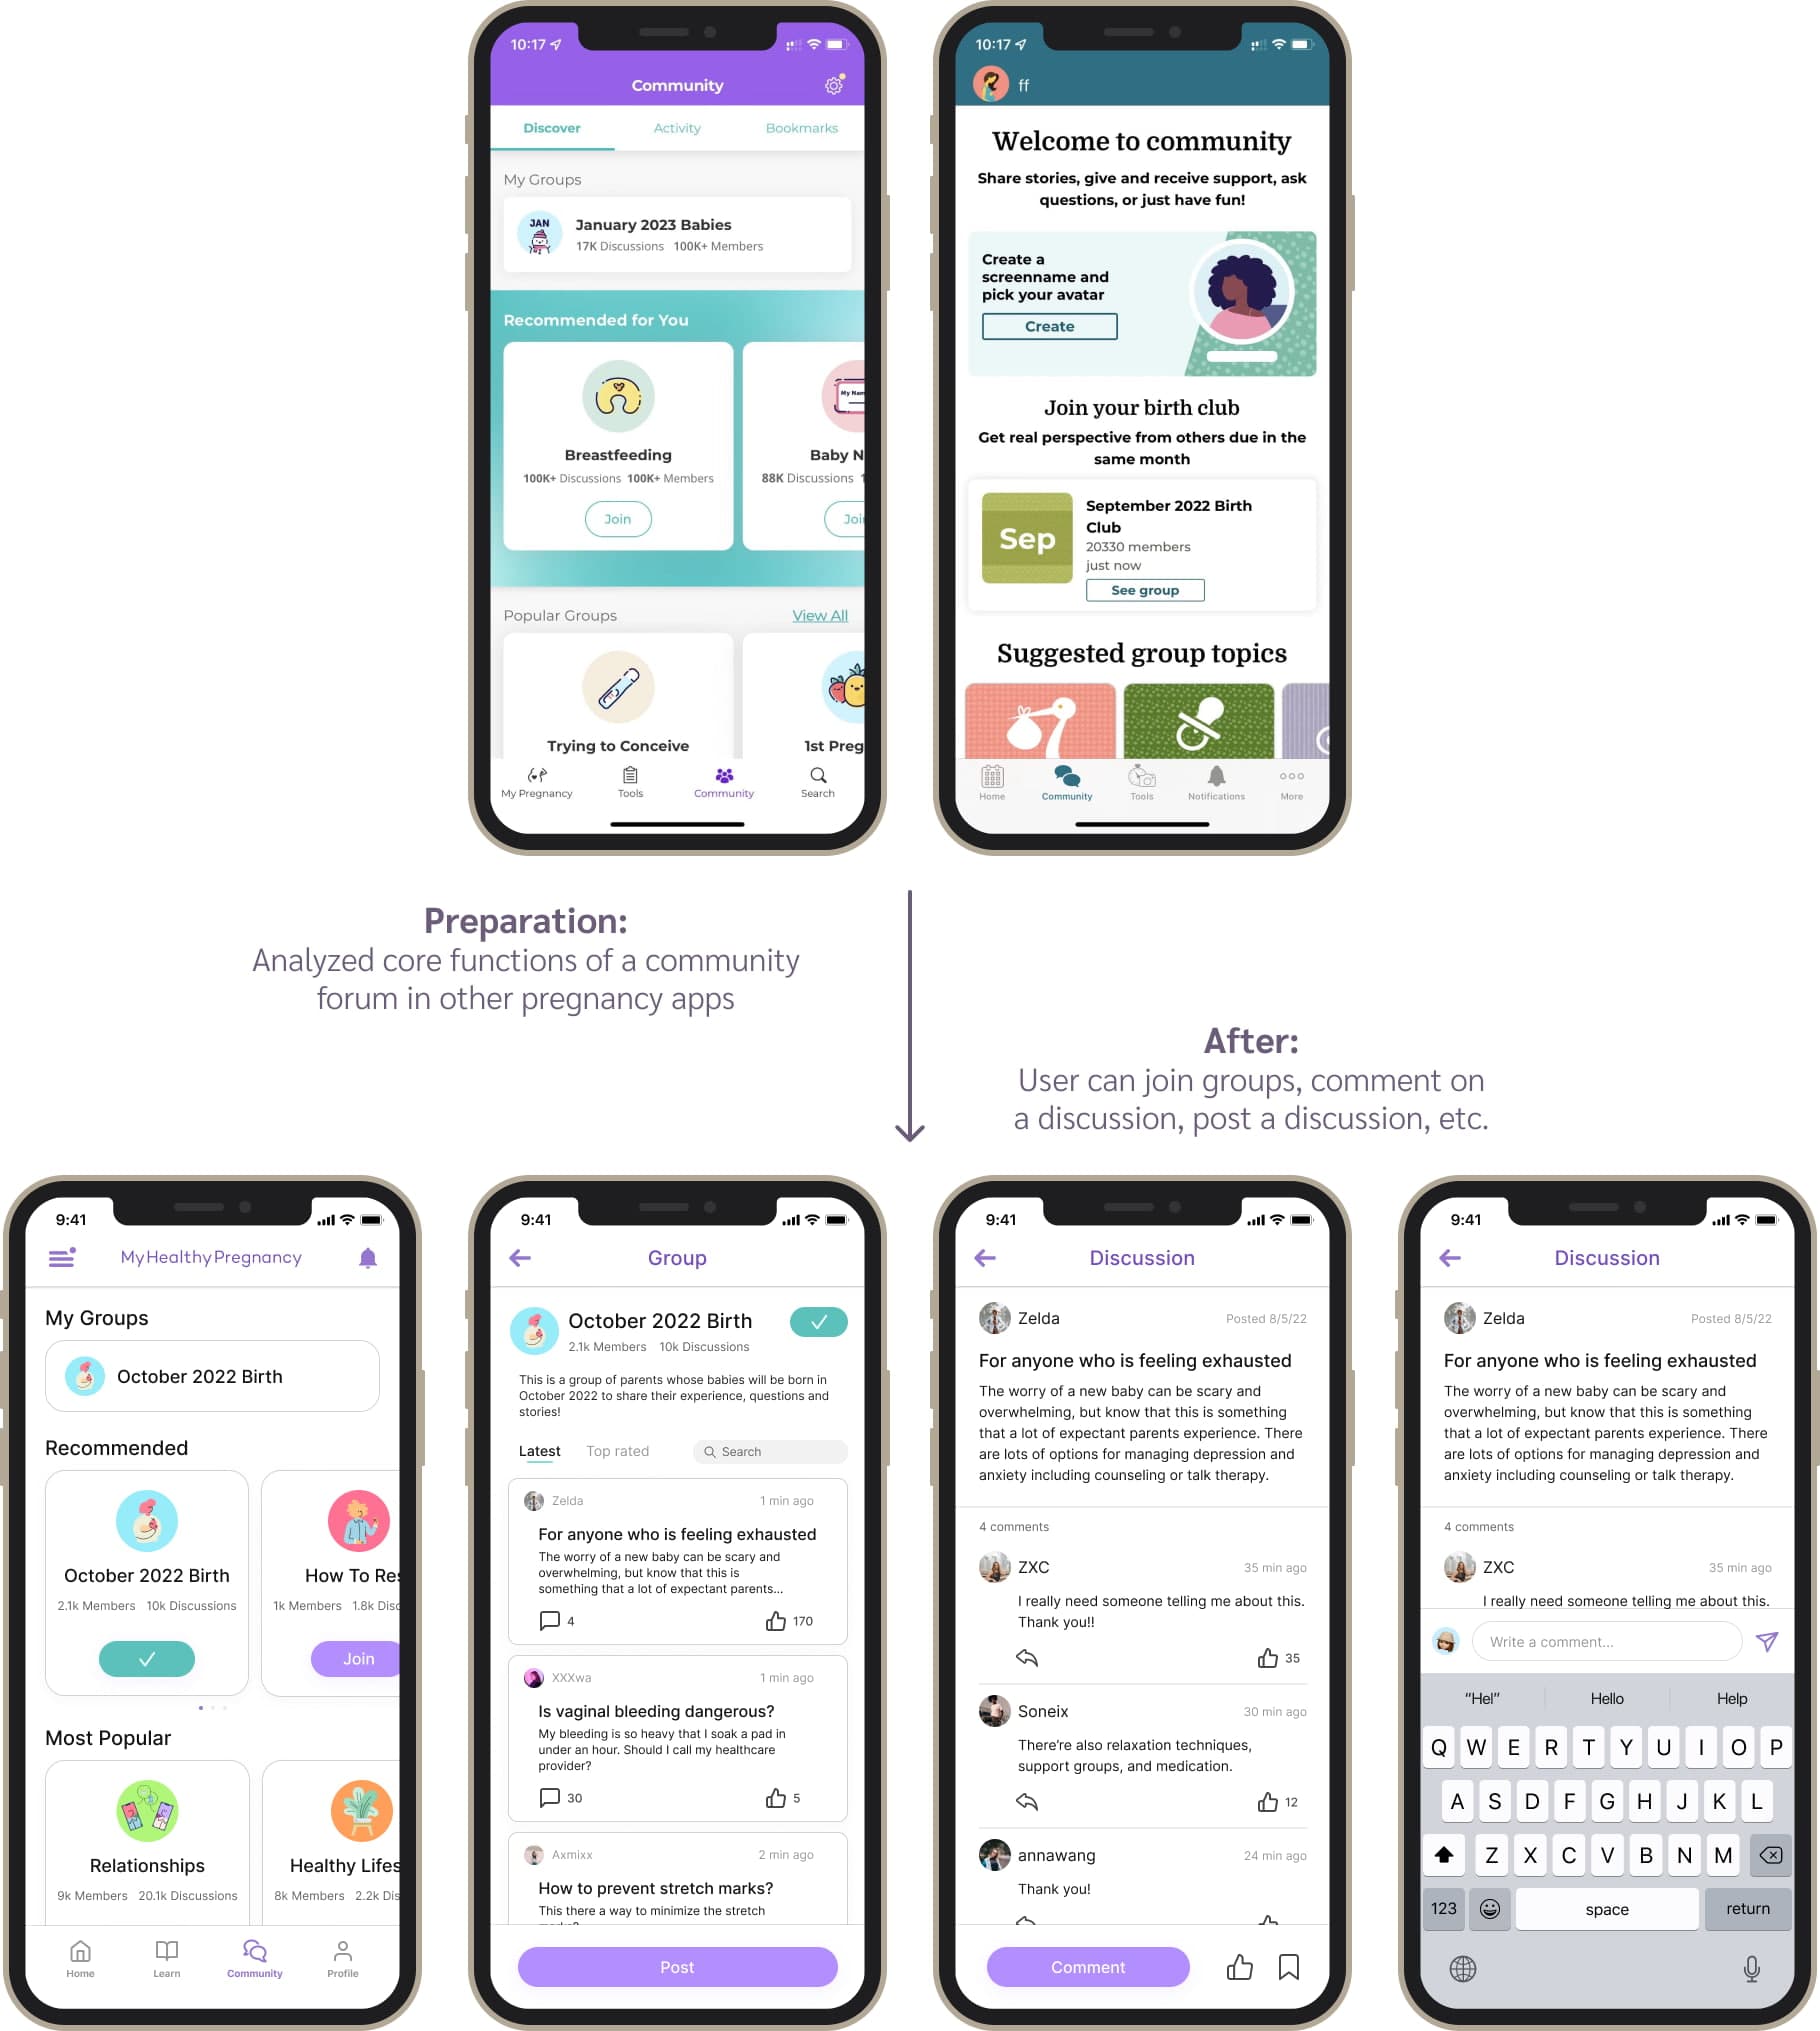 10:17
Community
Discover
Activity
Bookmarks
My Groups
JAN
January 2023 Babies
17K Discussions 100K+ Members
Recommended for You
Breastfeeding
100K+ Discussions 100K+ Members
Join
My Nam
Baby N
88K Discussions 1
Joi
Popular Groups
View All
Trying to Conceive
1st Preg
My Pregnancy
Tools
Community
Search
10:17
ff
Welcome to community
Share stories, give and receive support, ask
questions, or just have fun!
Create a
screenname and
pick your avatar
Create
Join your birth club
Get real perspective from others due in the
same month
Sep
September 2022 Birth
Club
20330 members
just now
See group
Suggested group topics
Home
Community
Tools
Notifications
More
Preparation:
Analyzed core functions of a community
forum in other pregnancy apps
After:
User can join groups, comment on
a discussion, post a discussion, etc.
9:41
MyHealthyPregnancy
My Groups
October 2022 Birth
Recommended
October 2022 Birth
2.1k Members 10k Discussions
How To Res
1k Members 1.8k Disc
Join
Most Popular
Relationships
9k Members 20.1k Discussions
Healthy Lifes
8k Members 2.2k Dis
Home
Learn
Community
Profile
9:41
Group
October 2022 Birth
2.1k Members 10k Discussions
This is a group of parents whose babies will be born in
October 2022 to share their experience, questions and
stories!
Latest
Top rated
Search
Zelda
1 min ago
For anyone who is feeling exhausted
The worry of a new baby can be scary and
overwhelming, but know that this is
something that a lot of expectant parents...
4
170
XXXwa
1 min ago
Is vaginal bleeding dangerous?
My bleeding is so heavy that I soak a pad in
under an hour. Should I call my healthcare
provider?
30
5
Axmixx
2 min ago
How to prevent stretch marks?
This there a way to minimize the stretch
Post
9:41
Discussion
Zelda
Posted 8/5/22
For anyone who is feeling exhausted
The worry of a new baby can be scary and
overwhelming, but know that this is something
that a lot of expectant parents experience. There
are lots of options for managing depression and
anxiety including counseling or talk therapy.
4 comments
ZXC
35 min ago
I really need someone telling me about this.
Thank you!!
35
Soneix
30 min ago
There're also relaxation techniques,
support groups, and medication.
12
annawang
24 min ago
Thank you!
Comment
9:41
Discussion
Zelda
Posted 8/5/22
For anyone who is feeling exhausted
The worry of a new baby can be scary and
overwhelming, but know that this is something
that a lot of expectant parents experience. There
are lots of options for managing depression and
anxiety including counseling or talk therapy.
4 comments
ZXC
35 min ago
I really need someone telling me about this.
Write a comment...
"Hel"
Hello
Help
Q W E R T Y U I O P
A S D F G H J K L
Z X C V B N M
123
space
return